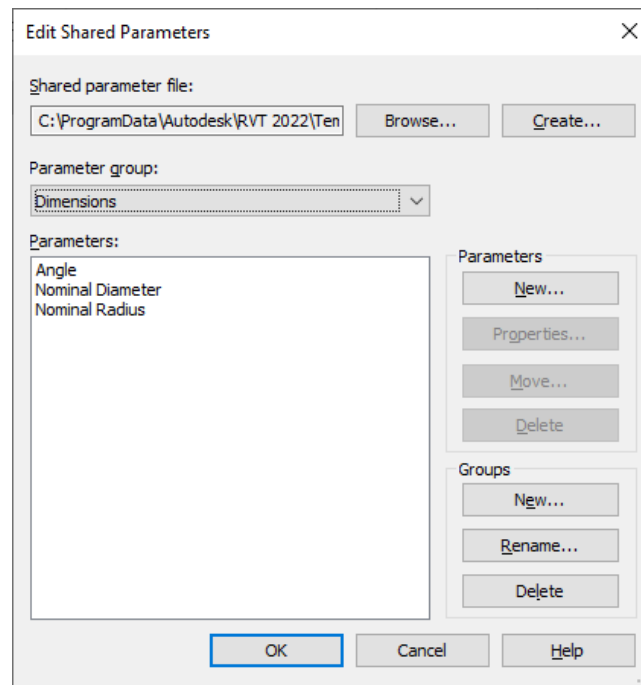 Edit Shared Parameters
Shared parameter file:
C:\ProgramData\Autodesk\RVT 2022\Ten Browse... Create...
Parameter group:
Dimensions
Parameters:
Angle
Nominal Diameter
Nominal Radius
Parameters
New...
Properties...
Move...
Delete
Groups
New...
Rename...
Delete
OK Cancel Help